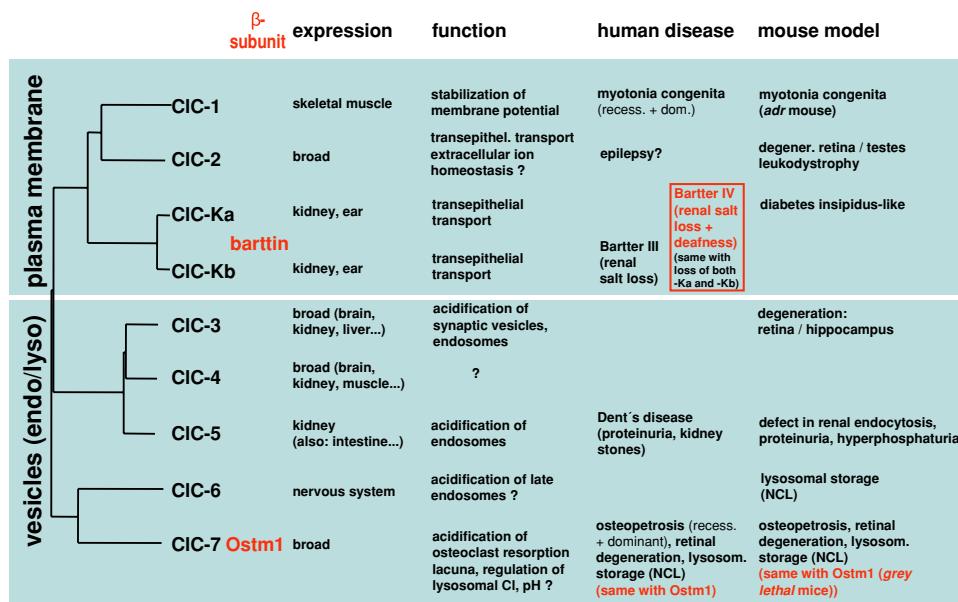 β-
subunit
expression
function
human disease
mouse model
plasma membrane
ClC-1
skeletal muscle
stabilization of
membrane potential
myotonia congenita
(recess. + dom.)
myotonia congenita
(adr mouse)
ClC-2
broad
transepithel. transport
extracellular ion
homeostasis ?
epilepsy?
degener. retina / testes
leukodystrophy
ClC-Ka
kidney, ear
transepithelial
transport
diabetes insipidus-like
barttin
Bartter IV
(renal salt
loss +
deafness)
(same with
loss of both
-Ka and -Kb)
ClC-Kb
kidney, ear
transepithelial
transport
Bartter III
(renal
salt loss)
vesicles (endo/lyso)
ClC-3
broad (brain,
kidney, liver...)
acidification of
synaptic vesicles,
endosomes
degeneration:
retina / hippocampus
ClC-4
broad (brain,
kidney, muscle...)
?
ClC-5
kidney
(also: intestine...)
acidification of
endosomes
Dent´s disease
(proteinuria, kidney
stones)
defect in renal endocytosis,
proteinuria, hyperphosphaturia
ClC-6
nervous system
acidification of late
endosomes ?
lysosomal storage
(NCL)
ClC-7 Ostm1
broad
acidification of
osteoclast resorption
lacuna, regulation of
lysosomal Cl, pH ?
osteopetrosis (recess.
+ dominant), retinal
degeneration, lysosom.
storage (NCL)
(same with Ostm1)
osteopetrosis, retinal
degeneration, lysosom.
storage (NCL)
(same with Ostm1 (grey
lethal mice))